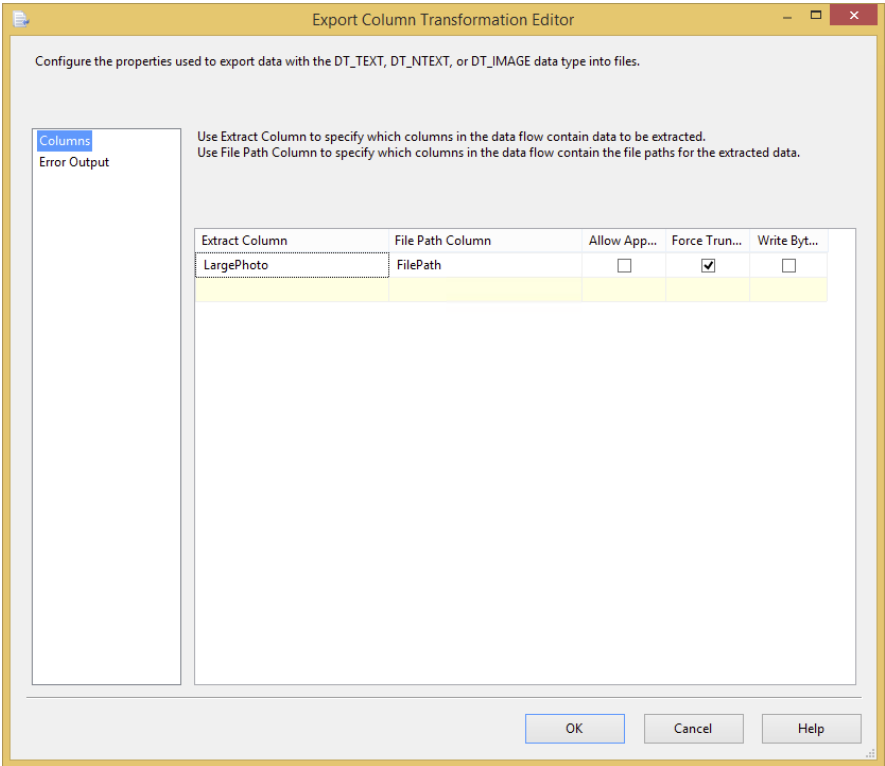 Export Column Transformation Editor
Configure the properties used to export data with the DT_TEXT, DT_NTEXT, or DT_IMAGE data type into files.
Columns
Error Output
Use Extract Column to specify which columns in the data flow contain data to be extracted.
Use File Path Column to specify which columns in the data flow contain the file paths for the extracted data.
Extract Column File Path Column Allow App... Force Trun... Write Byt...
LargePhoto FilePath
OK Cancel Help